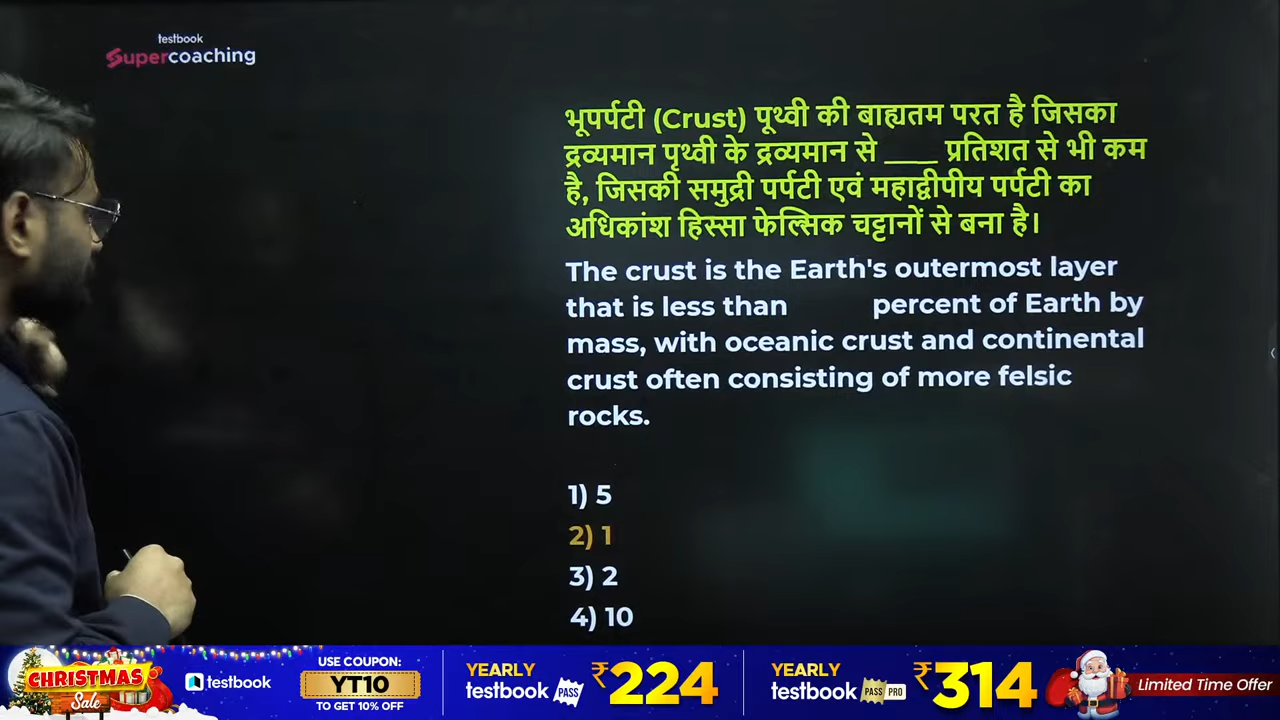 testbook
Supercoaching
भूपर्पटी (Crust) पृथ्वी की बाह्यतम परत है जिसका
द्रव्यमान पृथ्वी के द्रव्यमान से ____ प्रतिशत से भी कम
है, जिसकी समुद्री पर्पटी एवं महाद्वीपीय पर्पटी का
अधिकांश हिस्सा फेल्सिक चट्टानों से बना है।
The crust is the Earth's outermost layer
that is less than percent of Earth by
mass, with oceanic crust and continental
crust often consisting of more felsic
rocks.
1) 5
2) 1
3) 2
4) 10
CHRISTMAS
Sale
testbook
USE COUPON:
YT10
TO GET 10% OFF
YEARLY
testbook PASS
₹224
YEARLY
testbook PASS PRO
₹314
Limited Time Offer